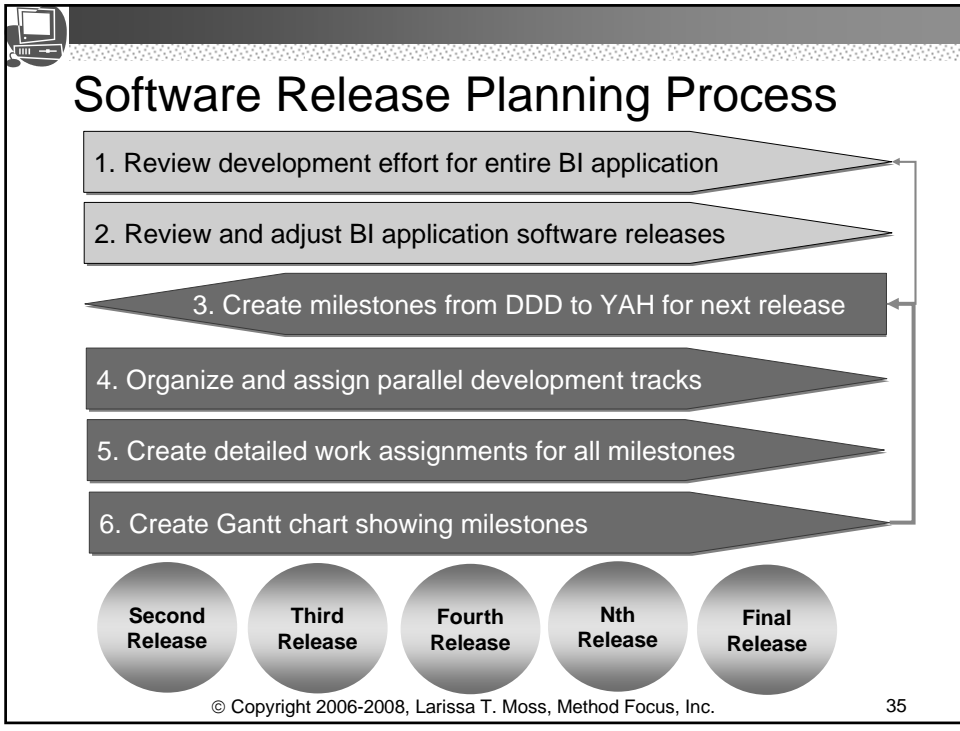 Software Release Planning Process
1. Review development effort for entire BI application
2. Review and adjust BI application software releases
3. Create milestones from DDD to YAH for next release
4. Organize and assign parallel development tracks
5. Create detailed work assignments for all milestones
6. Create Gantt chart showing milestones
Second
Release
Third
Release
Fourth
Release
Nth
Release
Final
Release
© Copyright 2006-2008, Larissa T. Moss, Method Focus, Inc.
35